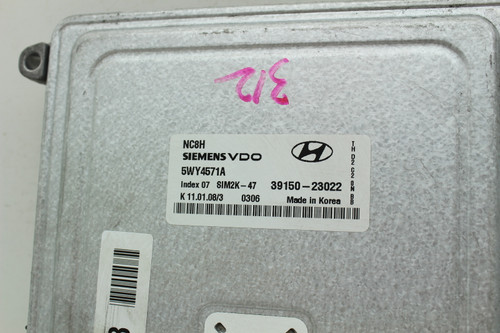 312
NC8H
SIEMENS VDO
5WY4571A
Index 07 SIM2K-47 39150-23022
K 11.01.08/3 0306 Made in Korea